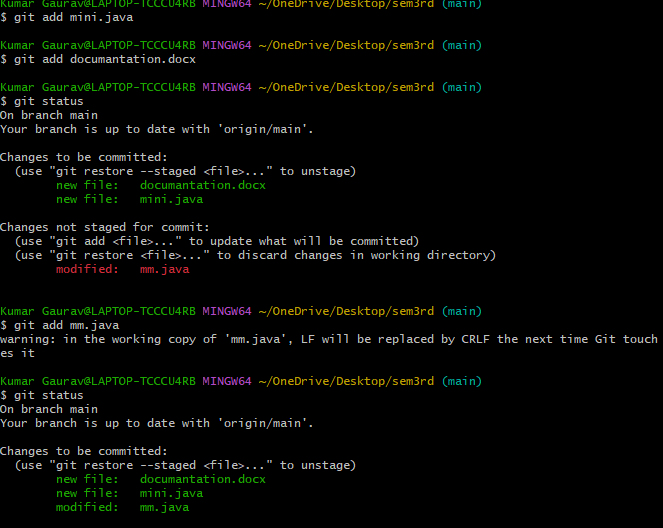 Kumar Gaurav@LAPTOP-TCCCU4RB MINGW64 ~/OneDrive/Desktop/sem3rd (main)
$ git add mini.java
Kumar Gaurav@LAPTOP-TCCCU4RB MINGW64 ~/OneDrive/Desktop/sem3rd (main)
$ git add documantation.docx
Kumar Gaurav@LAPTOP-TCCCU4RB MINGW64 ~/OneDrive/Desktop/sem3rd (main)
$ git status
On branch main
Your branch is up to date with 'origin/main'.
Changes to be committed:
  (use "git restore --staged <file>..." to unstage)
        new file:   documantation.docx
        new file:   mini.java
Changes not staged for commit:
  (use "git add <file>..." to update what will be committed)
  (use "git restore <file>..." to discard changes in working directory)
        modified:   mm.java
Kumar Gaurav@LAPTOP-TCCCU4RB MINGW64 ~/OneDrive/Desktop/sem3rd (main)
$ git add mm.java
warning: in the working copy of 'mm.java', LF will be replaced by CRLF the next time Git touch
es it
Kumar Gaurav@LAPTOP-TCCCU4RB MINGW64 ~/OneDrive/Desktop/sem3rd (main)
$ git status
On branch main
Your branch is up to date with 'origin/main'.
Changes to be committed:
  (use "git restore --staged <file>..." to unstage)
        new file:   documantation.docx
        new file:   mini.java
        modified:   mm.java